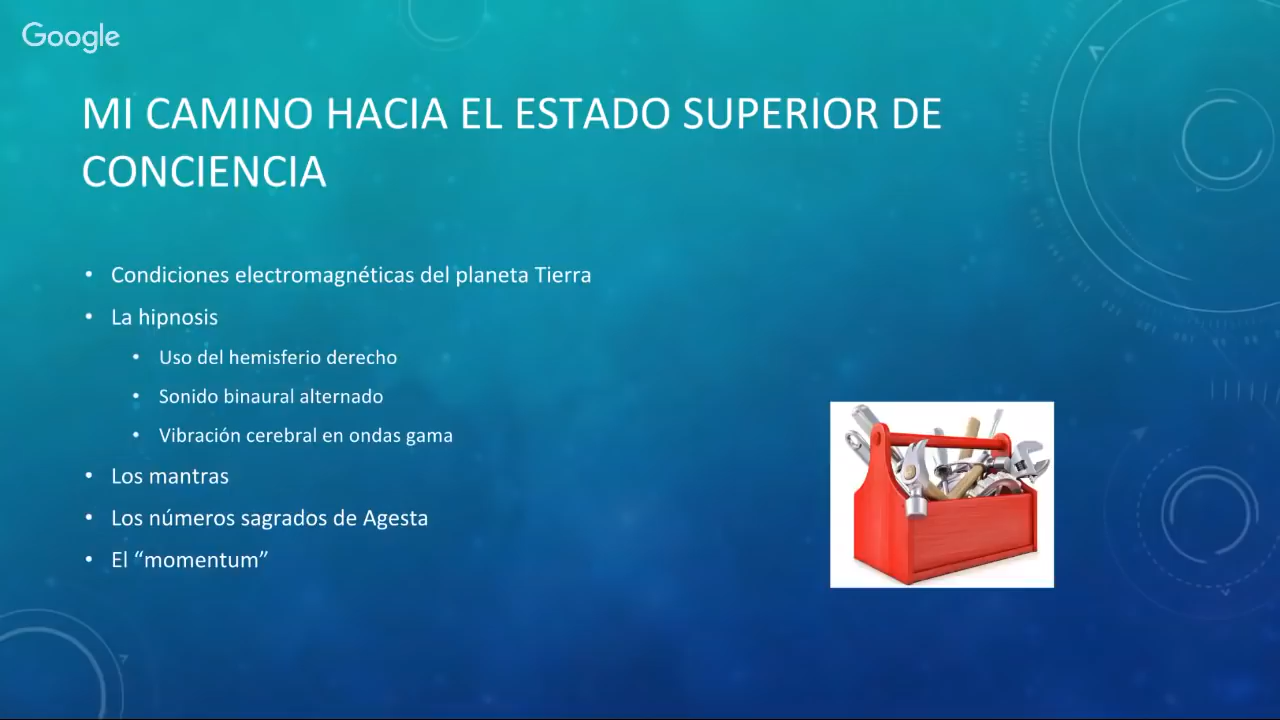 Google
MI CAMINO HACIA EL ESTADO SUPERIOR DE
CONCIENCIA
• Condiciones electromagnéticas del planeta Tierra
• La hipnosis
• Uso del hemisferio derecho
• Sonido binaural alternado
• Vibración cerebral en ondas gama
• Los mantras
• Los números sagrados de Agesta
• El “momentum”